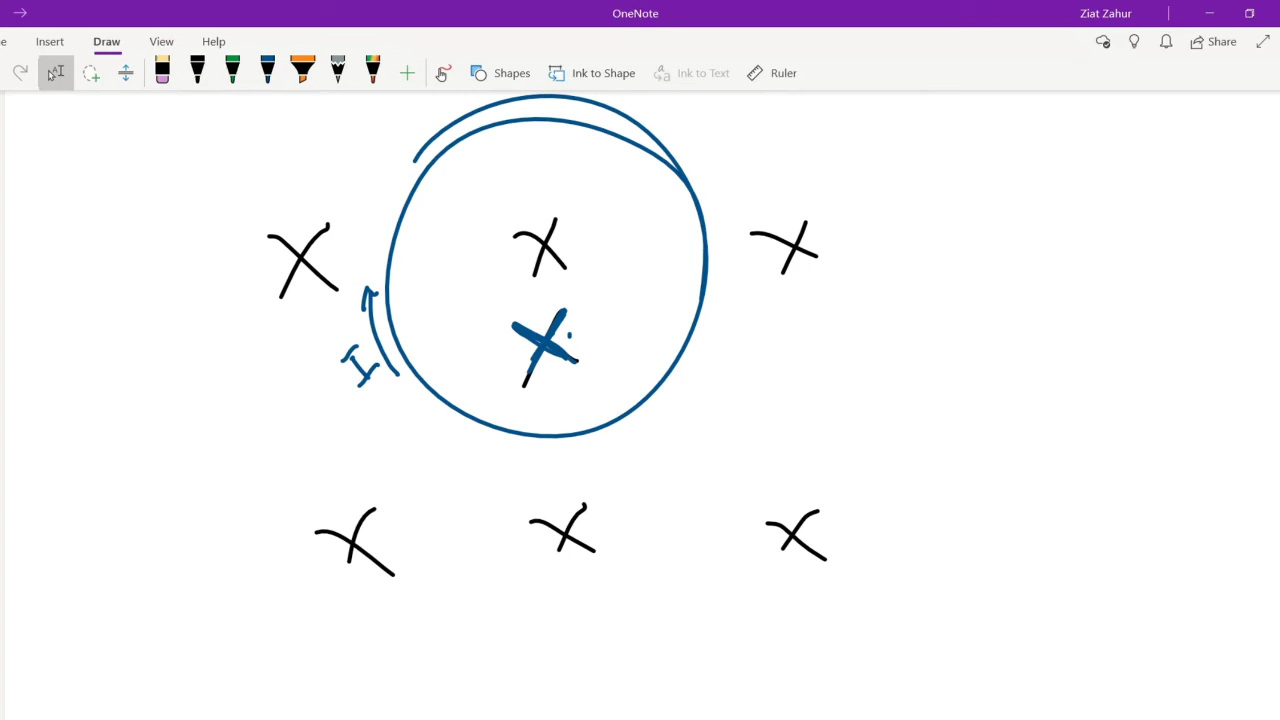 OneNote
Ziat Zahur
Insert Draw View Help
Share
Shapes
Ink to Shape
Ink to Text
Ruler
X X X
X
I
X X X